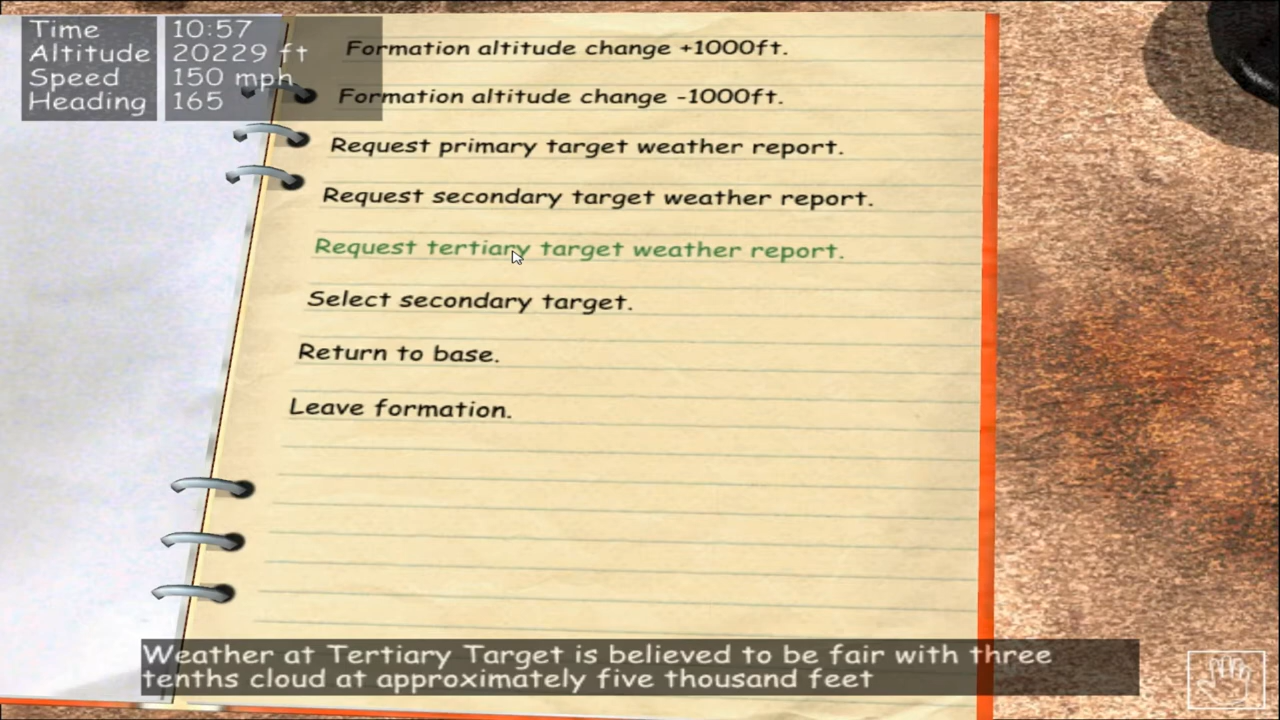 Time 10:57
Altitude 20229 ft
Speed 150 mph
Heading 165
Formation altitude change +1000ft.
Formation altitude change -1000ft.
Request primary target weather report.
Request secondary target weather report.
Request tertiary target weather report.
Select secondary target.
Return to base.
Leave formation.
Weather at Tertiary Target is believed to be fair with three
tenths cloud at approximately five thousand feet